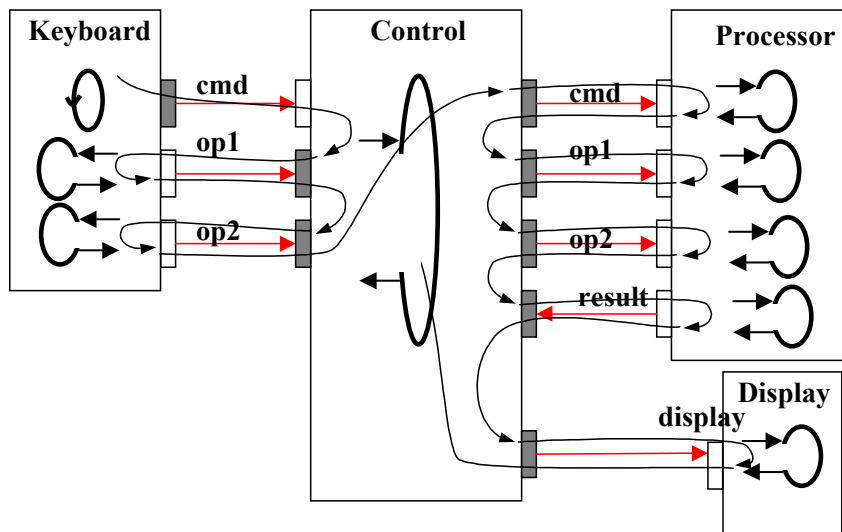 Keyboard
Control
Processor
cmd
cmd
op1
op1
op2
op2
result
Display
display